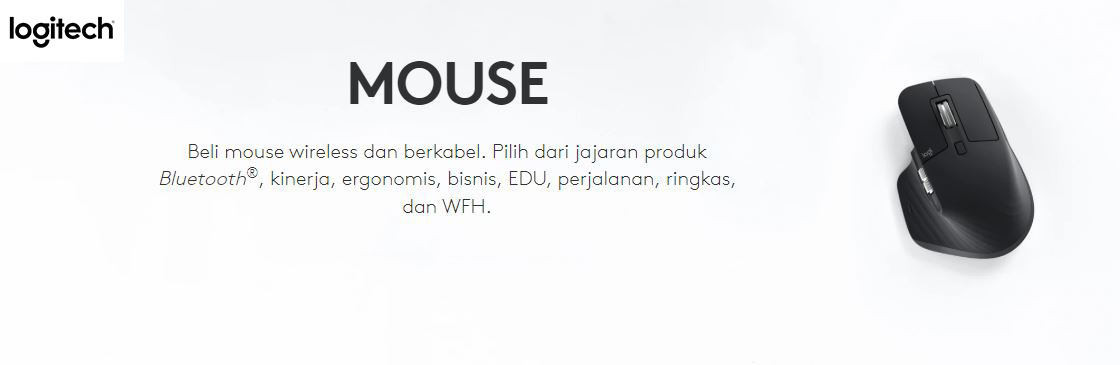 logitech
MOUSE
Beli mouse wireless dan berkabel. Pilih dari jajaran produk
Bluetooth®, kinerja, ergonomis, bisnis, EDU, perjalanan, ringkas,
dan WFH.
logi